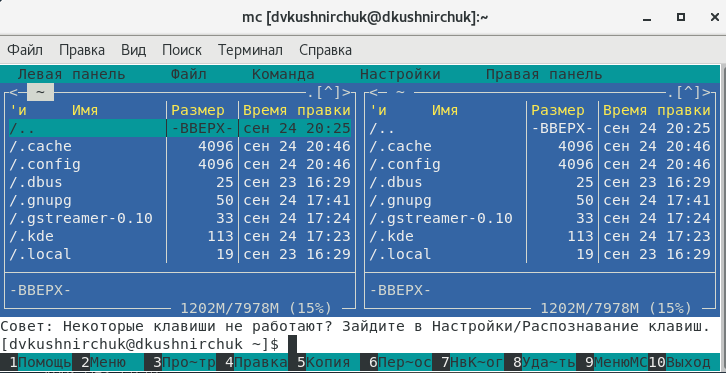 mc [dvkushnirchuk@dkushnirchuk]:~
Файл Правка Вид Поиск Терминал Справка
Левая панель Файл Команда Настройки Правая панель
<─ ~ ─.[^]> <─ ~ ─.[^]>
'и Имя Размер Время правки 'и Имя Размер Время правки
/.. -ВВЕРХ- сен 24 20:25 /.. -ВВЕРХ- сен 24 20:25
/.cache 4096 сен 24 20:46 /.cache 4096 сен 24 20:46
/.config 4096 сен 24 20:46 /.config 4096 сен 24 20:46
/.dbus 25 сен 23 16:29 /.dbus 25 сен 23 16:29
/.gnupg 50 сен 24 17:41 /.gnupg 50 сен 24 17:41
/.gstreamer-0.10 33 сен 24 17:24 /.gstreamer-0.10 33 сен 24 17:24
/.kde 113 сен 24 17:23 /.kde 113 сен 24 17:23
/.local 19 сен 23 16:29 /.local 19 сен 23 16:29
-ВВЕРХ- -ВВЕРХ-
1202M/7978M (15%) 1202M/7978M (15%)
Совет: Некоторые клавиши не работают? Зайдите в Настройки/Распознавание клавиш.
[dvkushnirchuk@dkushnirchuk ~]$
1Помощь 2Меню 3Про~тр 4Правка 5Копия 6Пер~ос 7НвК~ог 8Уда~ть 9МенюMC 10Выход